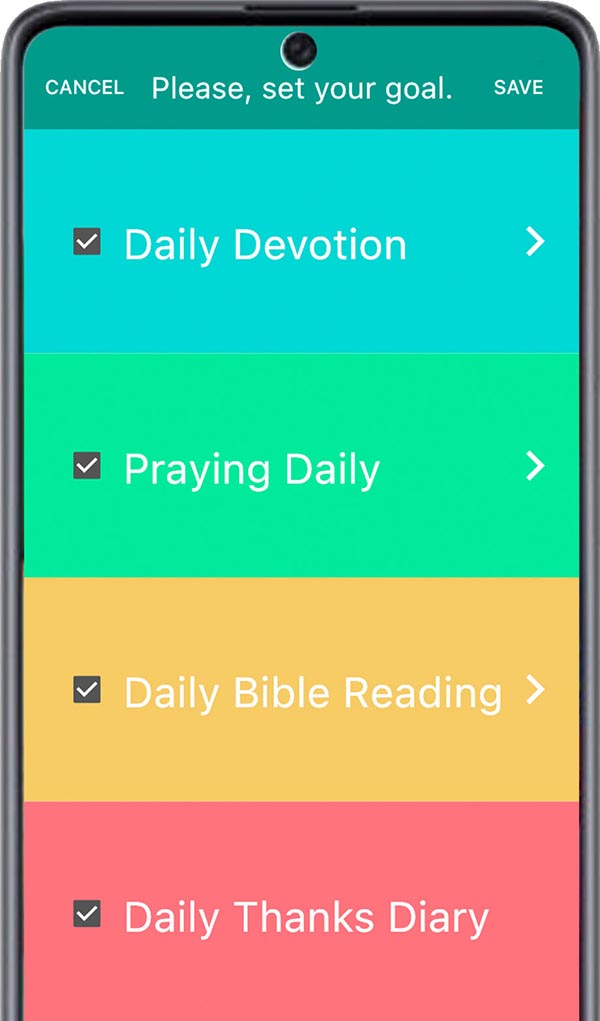 CANCEL Please, set your goal. SAVE
Daily Devotion
Praying Daily
Daily Bible Reading
Daily Thanks Diary